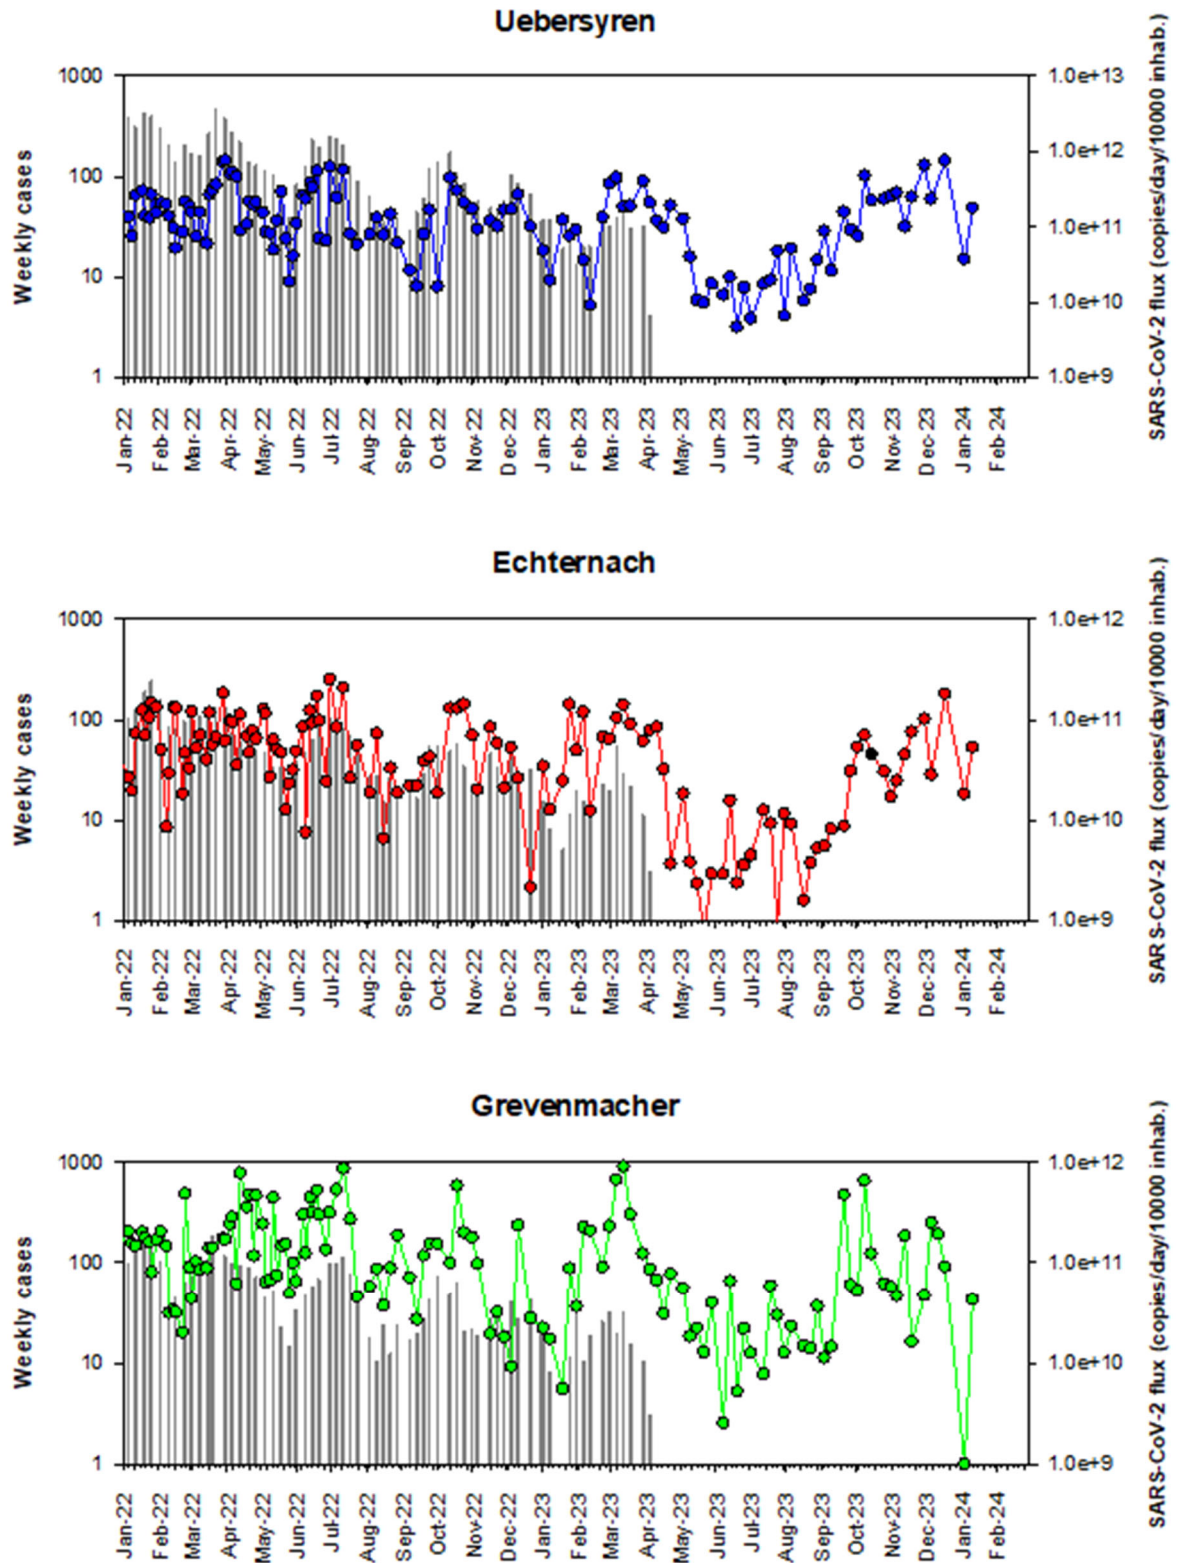 Uebersyren
Weekly cases
1000
100
10
1
1.0e+13
1.0e+12
1.0e+11
1.0e+10
1.0e+9
SARS-CoV-2 flux (copies/day/10000 inhab.)
Jan-22
Feb-22
Mar-22
Apr-22
May-22
Jun-22
Jul-22
Aug-22
Sep-22
Oct-22
Nov-22
Dec-22
Jan-23
Feb-23
Mar-23
Apr-23
May-23
Jun-23
Jul-23
Aug-23
Sep-23
Oct-23
Nov-23
Dec-23
Jan-24
Feb-24
Echternach
Weekly cases
1000
100
10
1
1.0e+12
1.0e+11
1.0e+10
1.0e+9
SARS-CoV-2 flux (copies/day/10000 inhab.)
Jan-22
Feb-22
Mar-22
Apr-22
May-22
Jun-22
Jul-22
Aug-22
Sep-22
Oct-22
Nov-22
Dec-22
Jan-23
Feb-23
Mar-23
Apr-23
May-23
Jun-23
Jul-23
Aug-23
Sep-23
Oct-23
Nov-23
Dec-23
Jan-24
Feb-24
Grevenmacher
Weekly cases
1000
100
10
1
1.0e+12
1.0e+11
1.0e+10
1.0e+9
SARS-CoV-2 flux (copies/day/10000 inhab.)
Jan-22
Feb-22
Mar-22
Apr-22
May-22
Jun-22
Jul-22
Aug-22
Sep-22
Oct-22
Nov-22
Dec-22
Jan-23
Feb-23
Mar-23
Apr-23
May-23
Jun-23
Jul-23
Aug-23
Sep-23
Oct-23
Nov-23
Dec-23
Jan-24
Feb-24